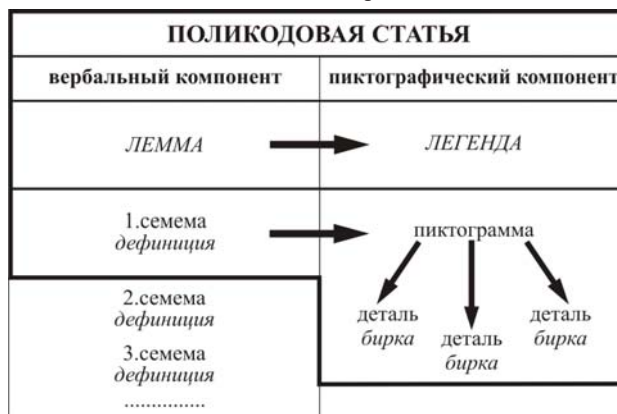 ПОЛИКОДОВАЯ СТАТЬЯ
вербальный компонент
пиктографический компонент
ЛЕММА
ЛЕГЕНДА
1.семема
дефиниция
пиктограмма
деталь
бирка
деталь
бирка
деталь
бирка
2.семема
дефиниция
3.семема
дефиниция
...............